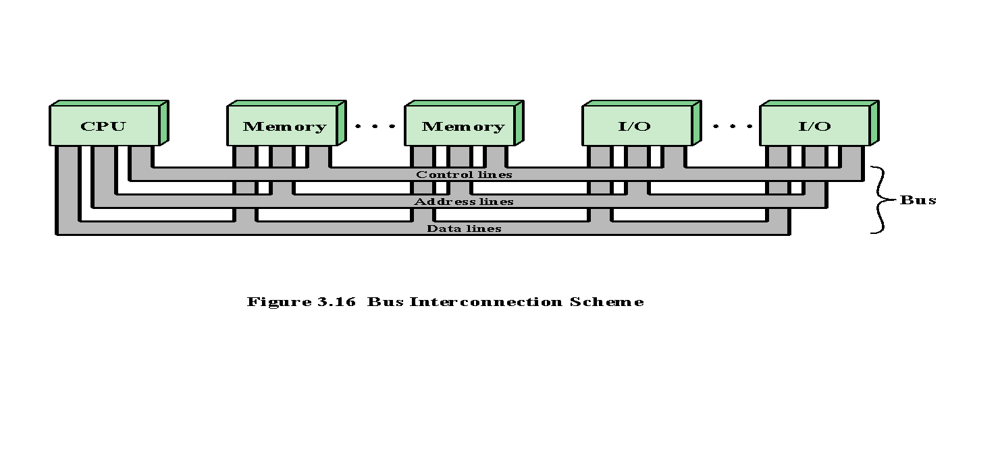 CPU
Memory
. . .
Memory
I/O
. . .
I/O
Control lines
Address lines
Data lines
Bus
Figure 3.16 Bus Interconnection Scheme